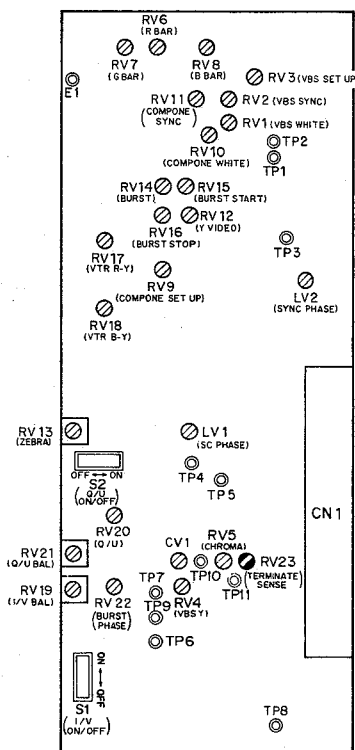 RV6
(R BAR)
RV7
(G BAR)
RV8
(B BAR)
RV3 (VBS SET UP
E1
RV11
(COMPONE SYNC)
RV2 (VBS SYNC)
RV1 (VBS WHITE)
RV10
(COMPONE WHITE)
TP2
TP1
RV14
(BURST)
RV15
(BURST START)
RV16
(BURST STOP)
RV12
(Y VIDEO)
RV17
(VTR R-Y)
TP3
RV9
(COMPONE SET UP)
LV2
(SYNC PHASE)
RV18
(VTR B-Y)
RV13
(ZEBRA)
LV1
(SC PHASE)
OFF ↔ ON
S2
(Q/U ON/OFF)
TP4
TP5
CN1
RV20
(Q/U)
RV21
(Q/U BAL)
CV1
RV5
(CHROMA)
TP10
RV23
(TERMINATE SENSE)
TP11
RV19
(I/V BAL)
RV22
(BURST PHASE)
TP7
TP9
RV4
(VBS Y)
TP6
ON ↔ OFF
S1
(I/V ON/OFF)
TP8